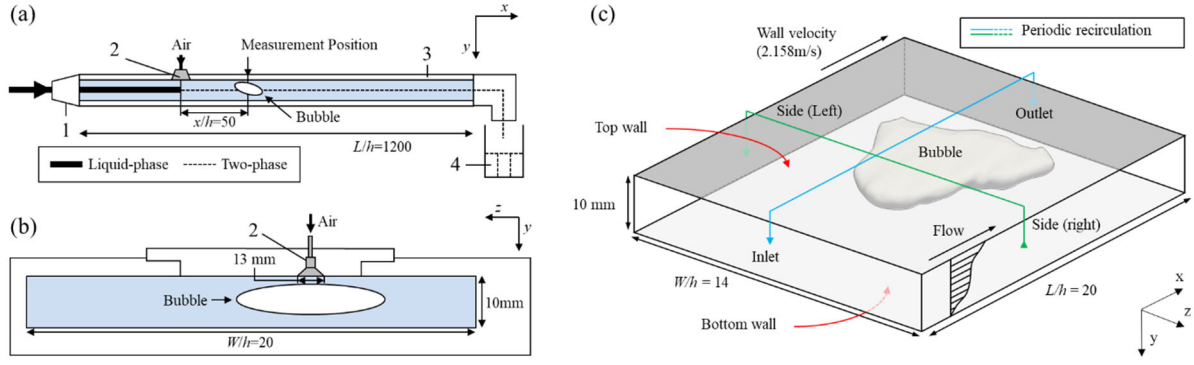 (a)
x
y
2
Air
Measurement Position
3
Bubble
1
x/h=50
L/h=1200
Liquid-phase
Two-phase
4
(b)
z
y
Air
2
13 mm
Bubble
10mm
W/h=20
(c)
Wall velocity
(2.158m/s)
Periodic recirculation
Side (Left)
Outlet
Top wall
Bubble
10 mm
Side (right)
Flow
Inlet
W/h = 14
L/h = 20
Bottom wall
x
z
y